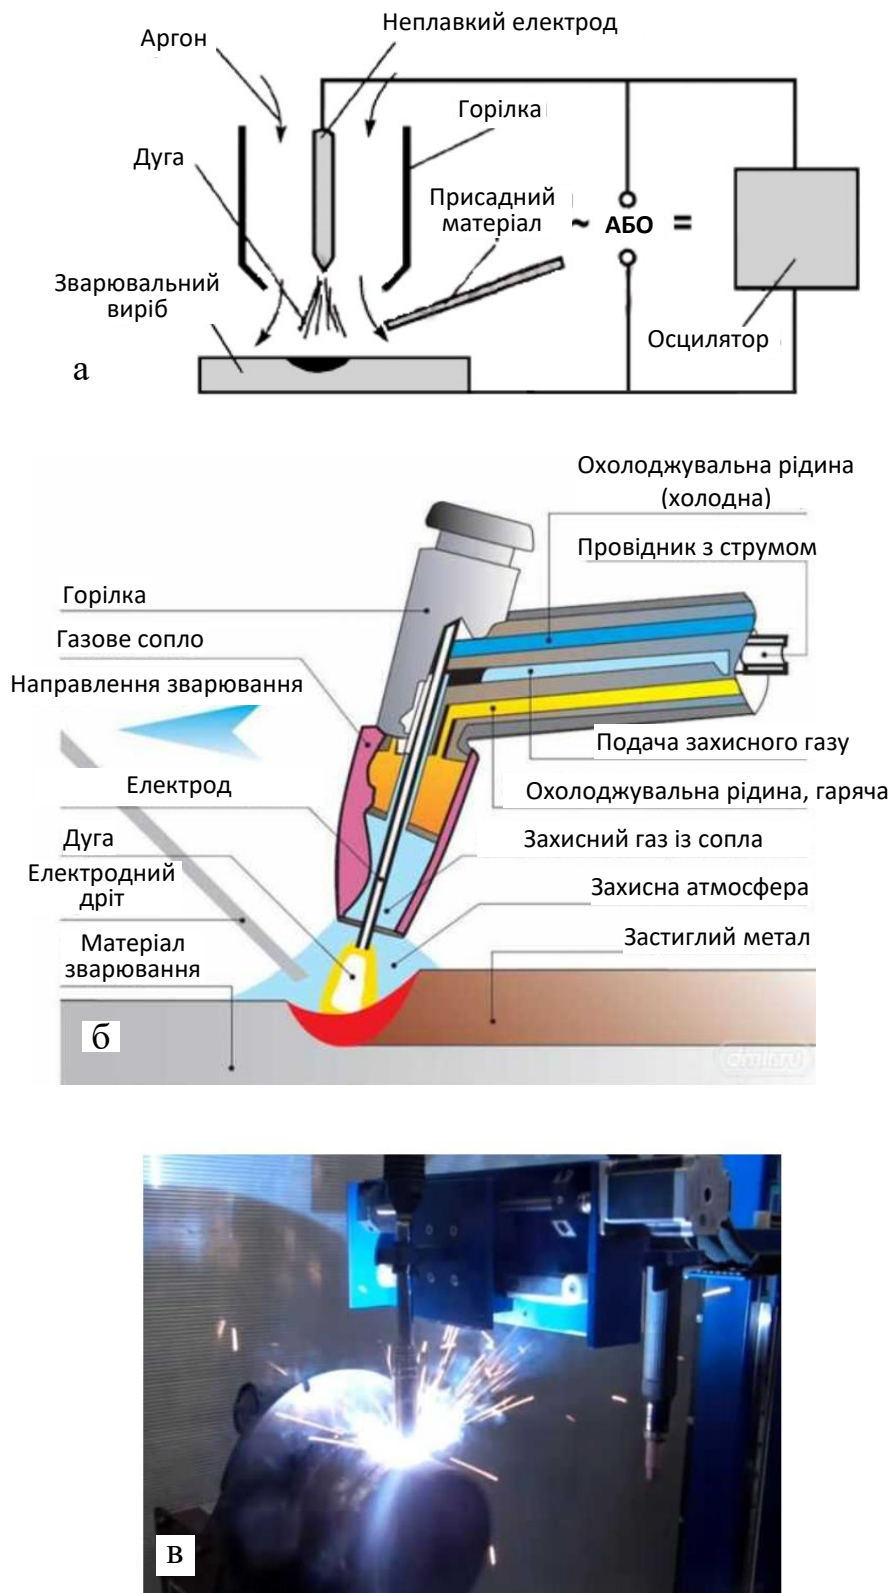 Неплавкий електрод
Аргон
Горілка
Дуга
Присадний
матеріал
~ АБО =
Зварювальний
виріб
Осцилятор
а
Охолоджувальна рідина
(холодна)
Провідник з струмом
Горілка
Газове сопло
Направлення зварювання
Подача захисного газу
Електрод
Охолоджувальна рідина, гаряча
Дуга
Захисний газ із сопла
Електродний
дріт
Захисна атмосфера
Матеріал
зварювання
Застиглий метал
б
dmir.ru
в